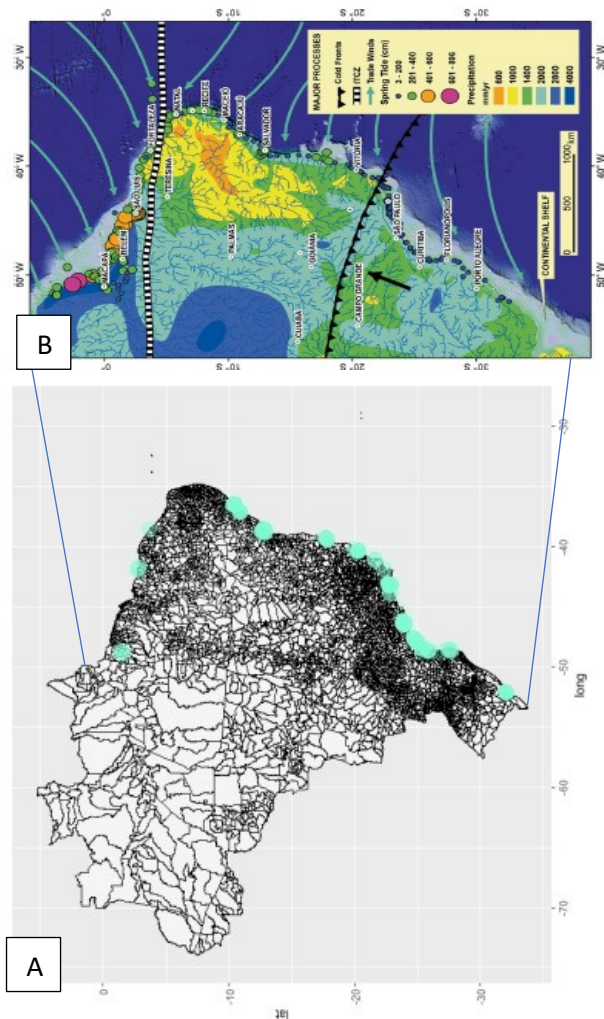 B
30° W
40° W
50° W
0°
10° S
20° S
30° S
MACAPÁ
BELÉM
SÃO LUÍS
FORTALEZA
TERESINA
NATAL
RECIFE
MACEIÓ
ARACAJÚ
SALVADOR
PALMAS
CUIABÁ
GOIÂNIA
VITÓRIA
CAMPO GRANDE
SÃO PAULO
CURITIBA
FLORIANÓPOLIS
PORTO ALEGRE
CONTINENTAL SHELF
MAJOR PROCESSES
Cold Fronts
ITCZ
Trade Winds
Spring Tide (cm)
3 - 200
201 - 400
401 - 600
601 - 896
Precipitation
mm/yr
600
1000
1400
2000
2800
4000
0 500 1000 km
A
lat
0
-10
-20
-30
-70
-60
-50
-40
-30
long